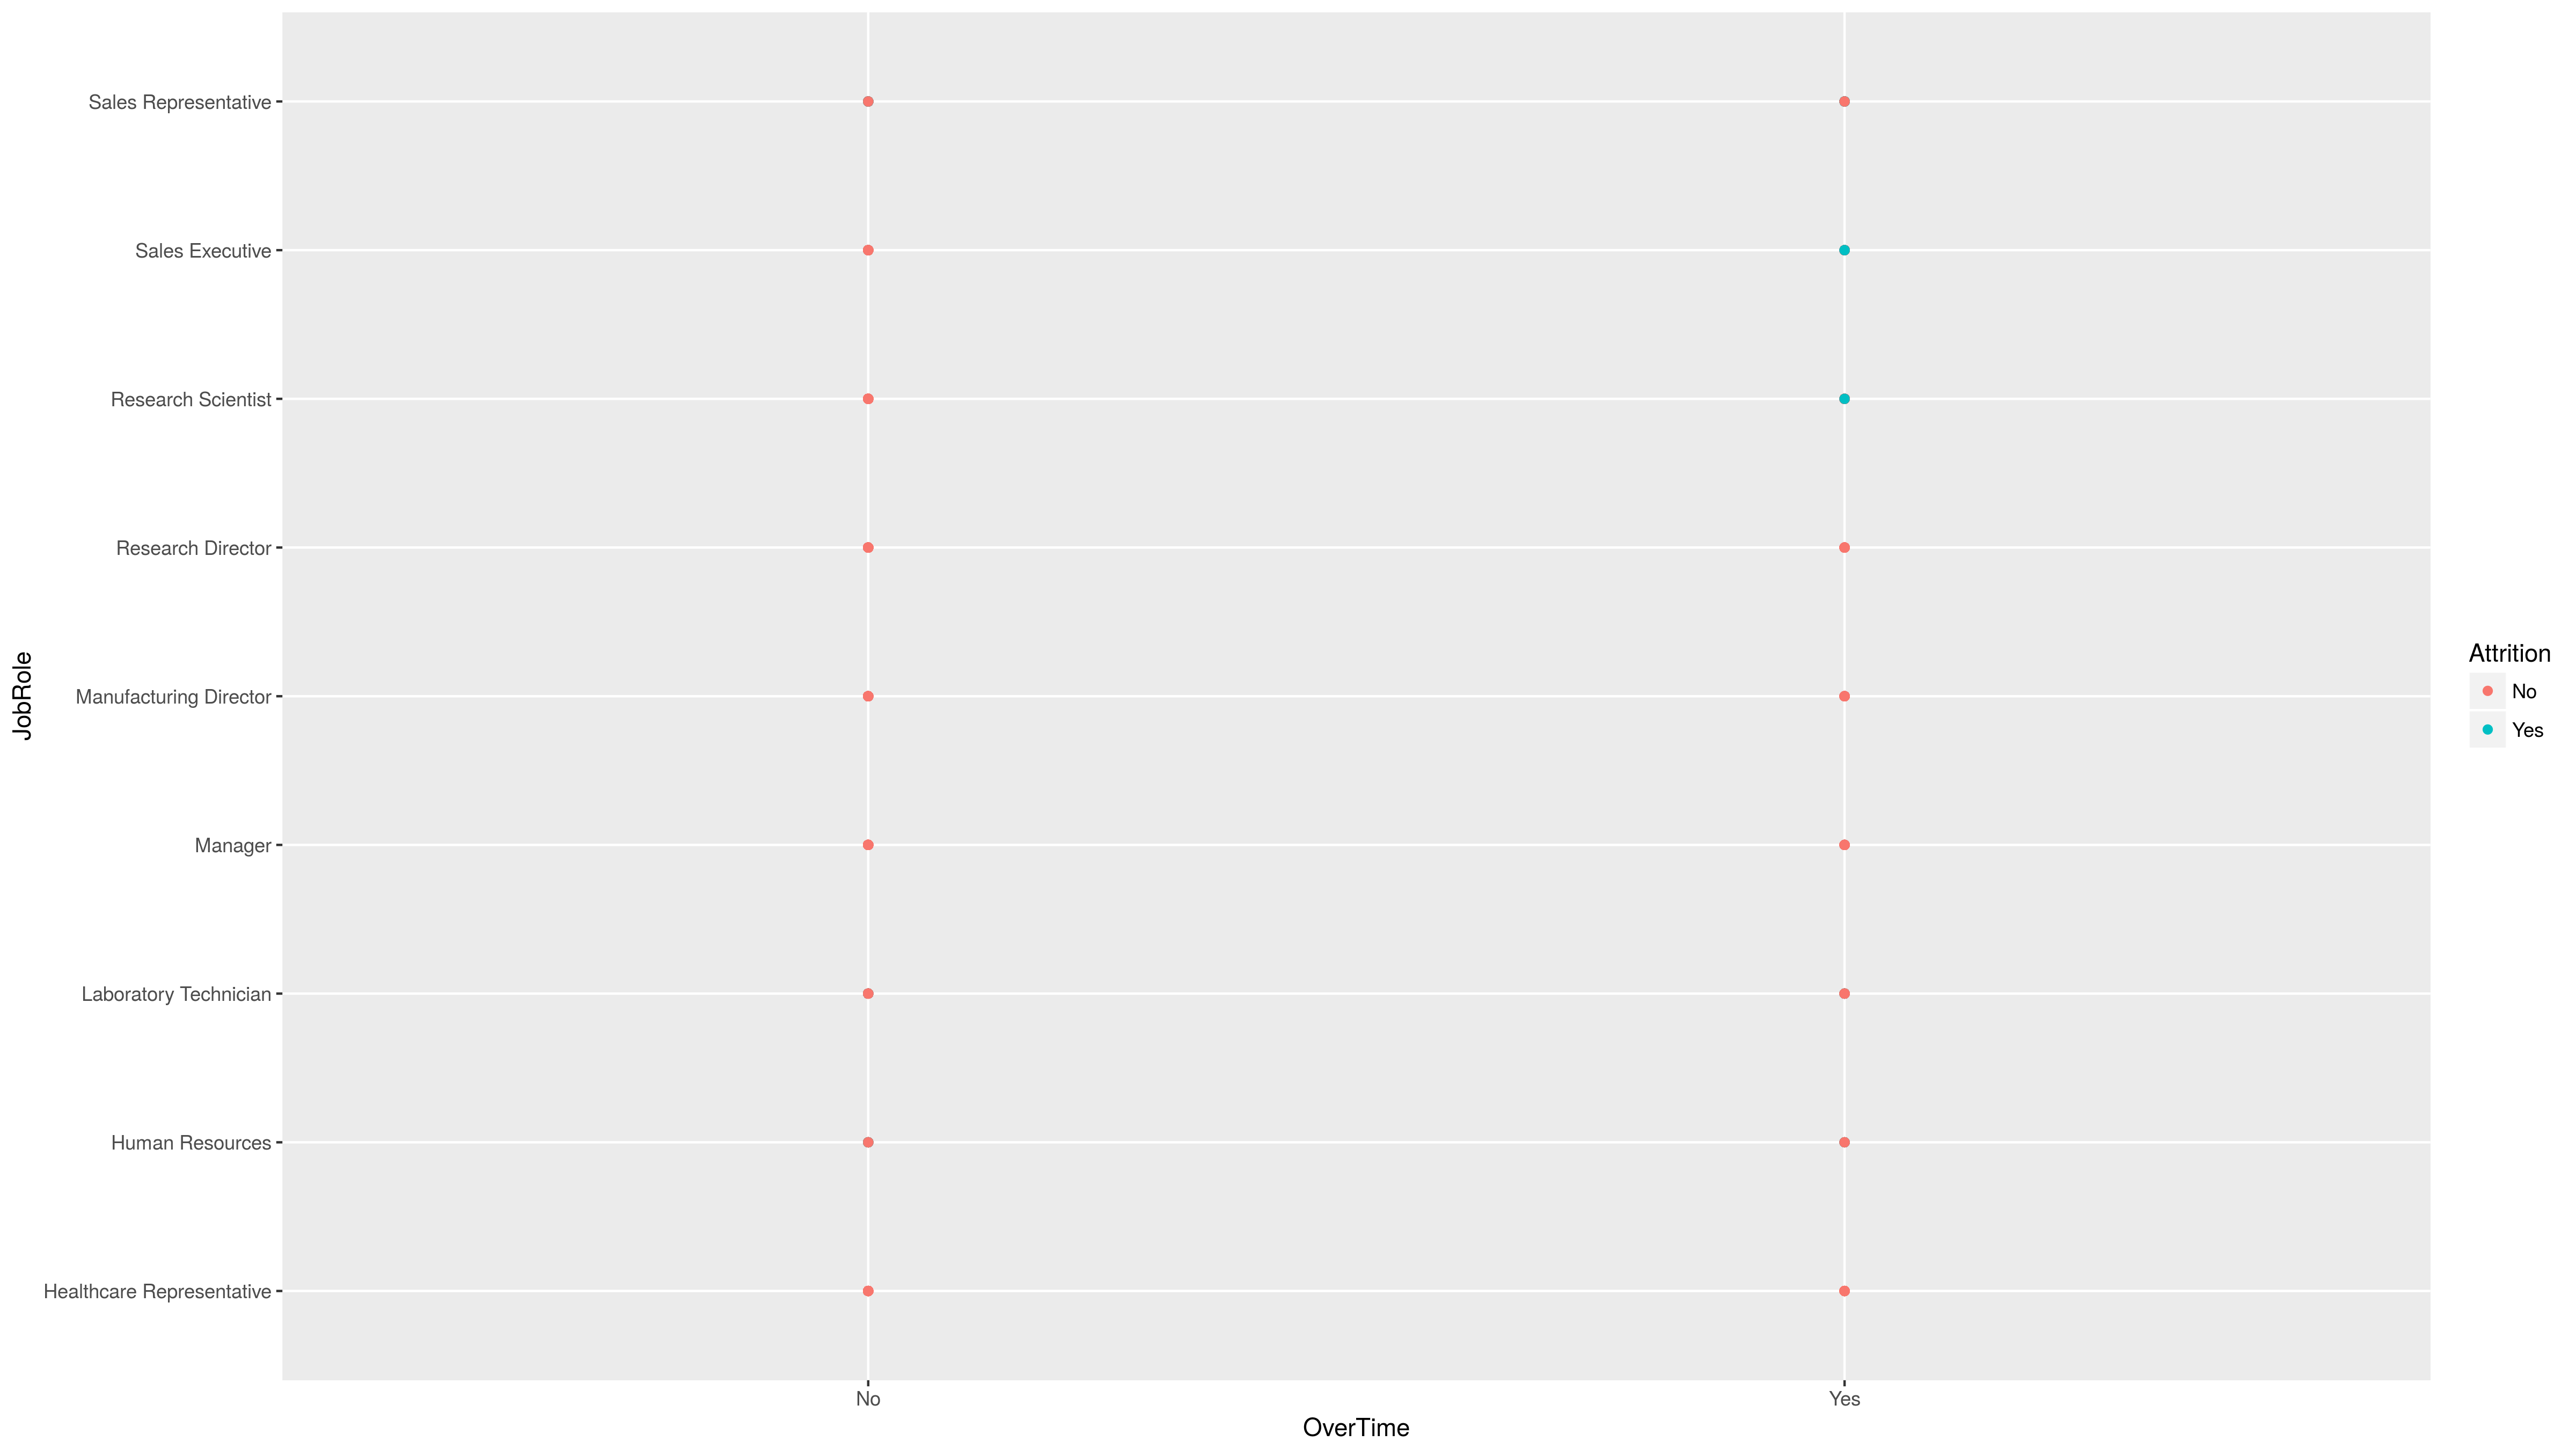 Sales Representative
Sales Executive
Research Scientist
Research Director
Manufacturing Director
Manager
Laboratory Technician
Human Resources
Healthcare Representative
JobRole
No
Yes
OverTime
Attrition
No
Yes